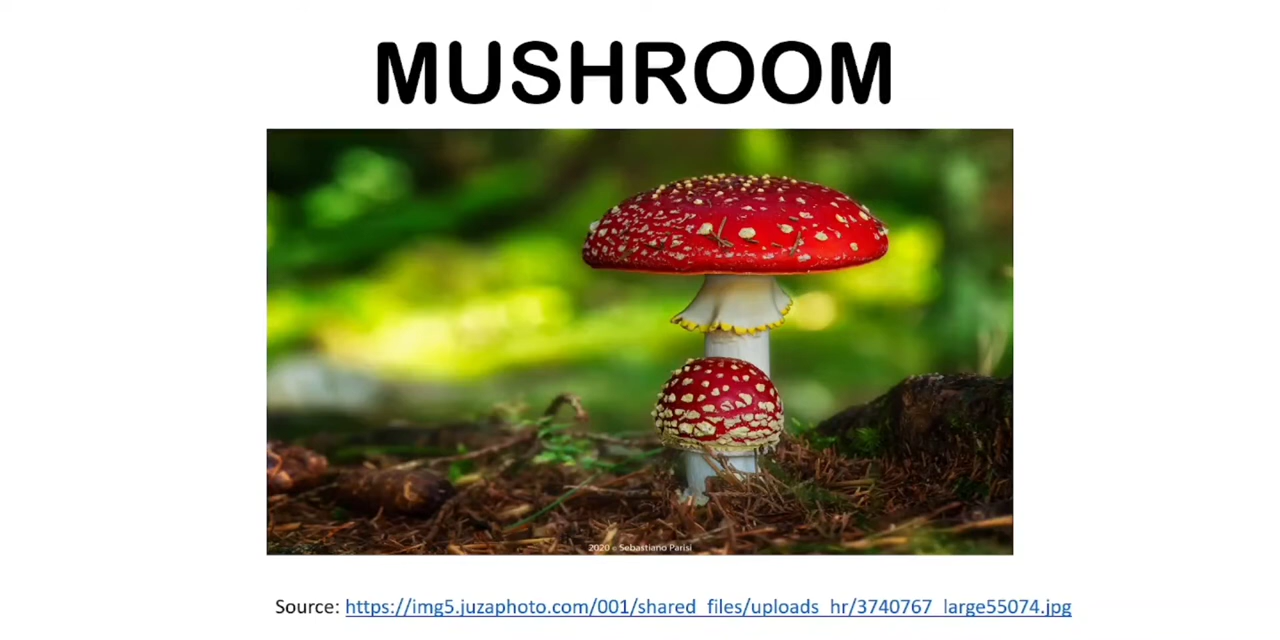 MUSHROOM
2020 © Sebastiano Parisi
Source: https://img5.juzaphoto.com/001/shared_files/uploads_hr/3740767_large55074.jpg